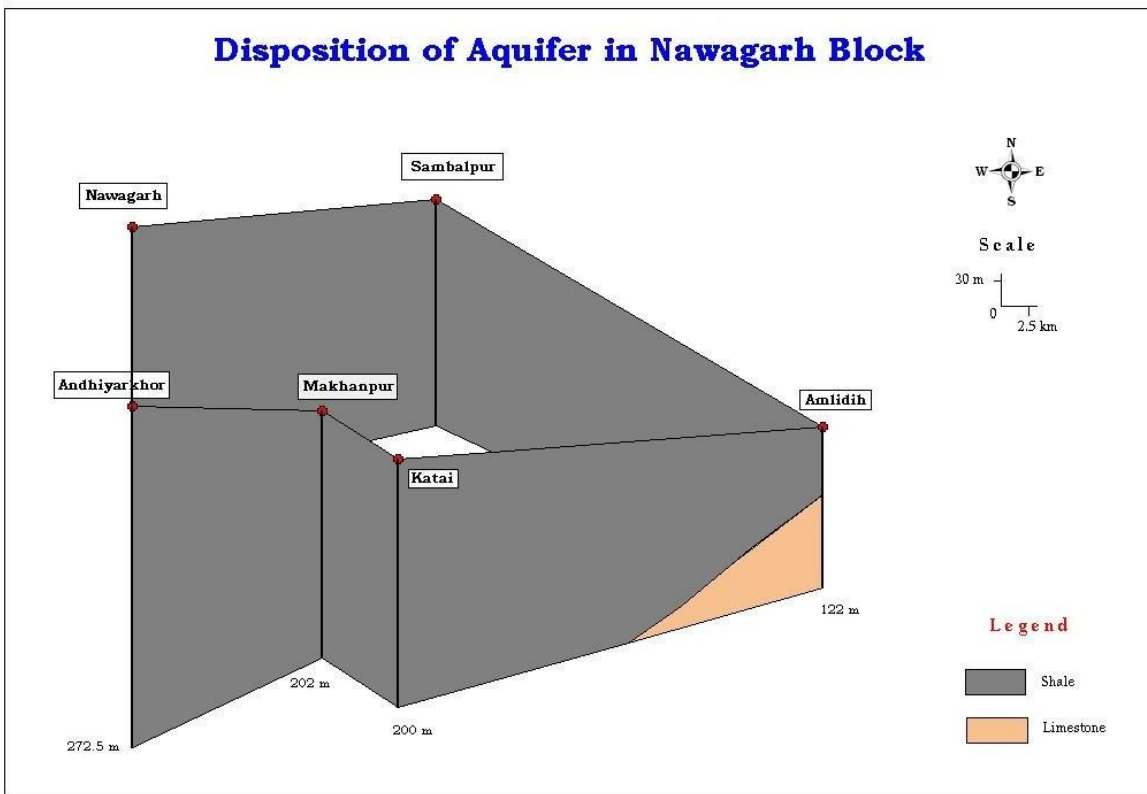 Disposition of Aquifer in Nawagarh Block
Sambalpur
Nawagarh
N
W E
S
Scale
30 m
0
2.5 km
Andhiyarkhor
Makhanpur
Amlidih
Katai
122 m
202 m
200 m
272.5 m
Legend
Shale
Limestone